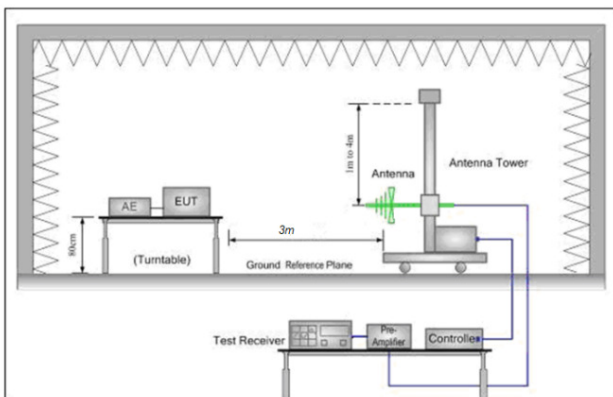 1m to 4m
Antenna
Antenna Tower
AE
EUT
80cm
(Turntable)
3m
Ground Reference Plane
Test Receiver
Pre-
Amplifier
Controller